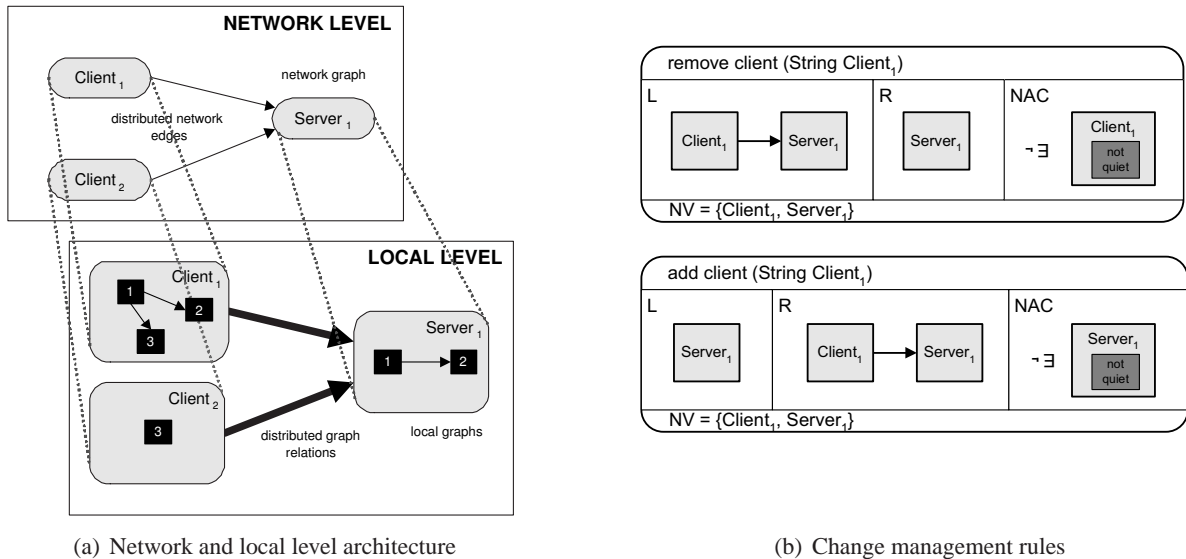 NETWORK LEVEL
Client1
network graph
distributed network
edges
Server1
Client2
LOCAL LEVEL
Client1
1
2
3
Server1
1
2
Client2
3
distributed graph
relations
local graphs
(a) Network and local level architecture
remove client (String Client1)
L
R
NAC
Client1
Server1
Server1
¬ ∃
Client1
not
quiet
NV = {Client1, Server1}
add client (String Client1)
L
R
NAC
Server1
Client1
Server1
¬ ∃
Server1
not
quiet
NV = {Client1, Server1}
(b) Change management rules